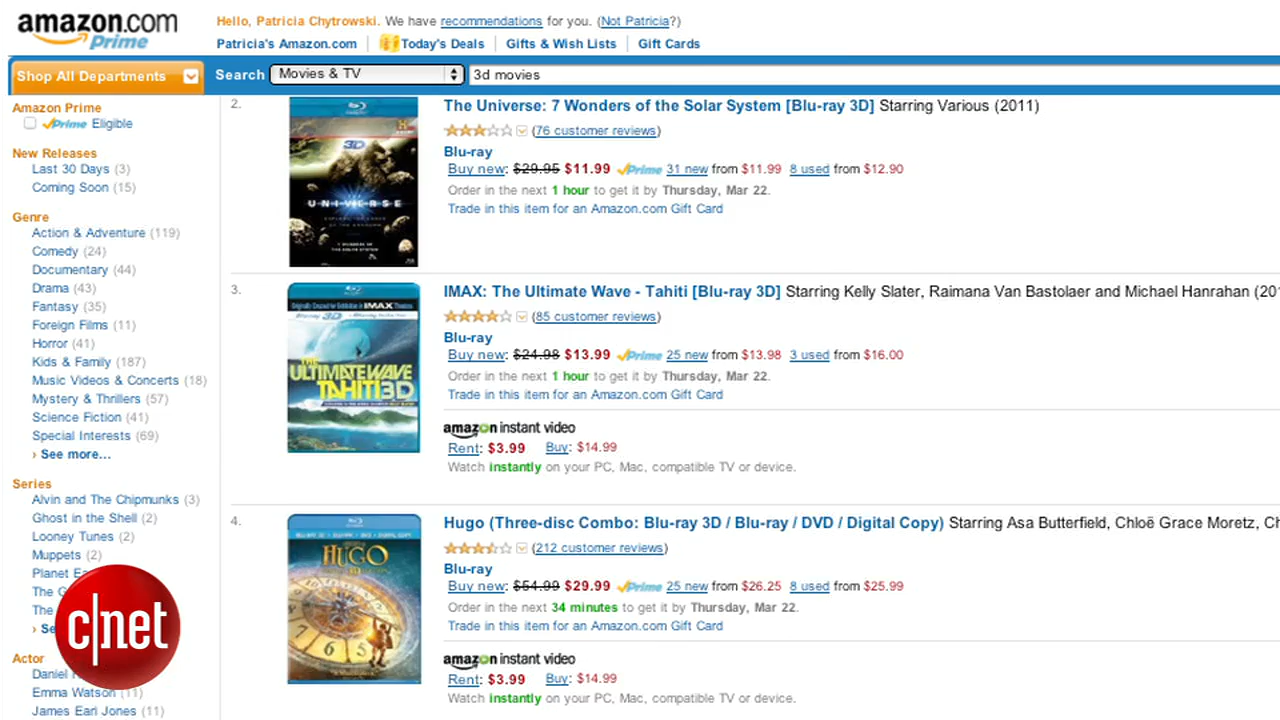 amazon.com
Prime
Hello, Patricia Chytrowski. We have recommendations for you. (Not Patricia?)
Patricia's Amazon.com | Today's Deals | Gifts & Wish Lists | Gift Cards
Shop All Departments
Search Movies & TV 3d movies
Amazon Prime
Prime Eligible
New Releases
Last 30 Days (3)
Coming Soon (15)
Genre
Action & Adventure (119)
Comedy (24)
Documentary (44)
Drama (43)
Fantasy (35)
Foreign Films (11)
Horror (41)
Kids & Family (187)
Music Videos & Concerts (18)
Mystery & Thrillers (57)
Science Fiction (41)
Special Interests (69)
› See more...
Series
Alvin and The Chipmunks (3)
Ghost in the Shell (2)
Looney Tunes (2)
Muppets (2)
Planet
The
The
Actor
Daniel
Emma Watson (11)
James Earl Jones (11)
c|net
2.
3D
UNIVERSE
The Universe: 7 Wonders of the Solar System [Blu-ray 3D] Starring Various (2011)
(76 customer reviews)
Blu-ray
Buy new: $29.95 $11.99 Prime 31 new from $11.99 8 used from $12.90
Order in the next 1 hour to get it by Thursday, Mar 22.
Trade in this item for an Amazon.com Gift Card
3.
IMAX
THE
ULTIMATE WAVE
TAHITI 3D
IMAX: The Ultimate Wave - Tahiti [Blu-ray 3D] Starring Kelly Slater, Raimana Van Bastolaer and Michael Hanrahan (201
(85 customer reviews)
Blu-ray
Buy new: $24.98 $13.99 Prime 25 new from $13.98 3 used from $16.00
Order in the next 1 hour to get it by Thursday, Mar 22.
Trade in this item for an Amazon.com Gift Card
amazon instant video
Rent: $3.99 Buy: $14.99
Watch instantly on your PC, Mac, compatible TV or device.
4.
HUGO
Hugo (Three-disc Combo: Blu-ray 3D / Blu-ray / DVD / Digital Copy) Starring Asa Butterfield, Chloë Grace Moretz, Ch
(212 customer reviews)
Blu-ray
Buy new: $54.99 $29.99 Prime 25 new from $26.25 8 used from $25.99
Order in the next 34 minutes to get it by Thursday, Mar 22.
Trade in this item for an Amazon.com Gift Card
amazon instant video
Rent: $3.99 Buy: $14.99
Watch instantly on your PC, Mac, compatible TV or device.